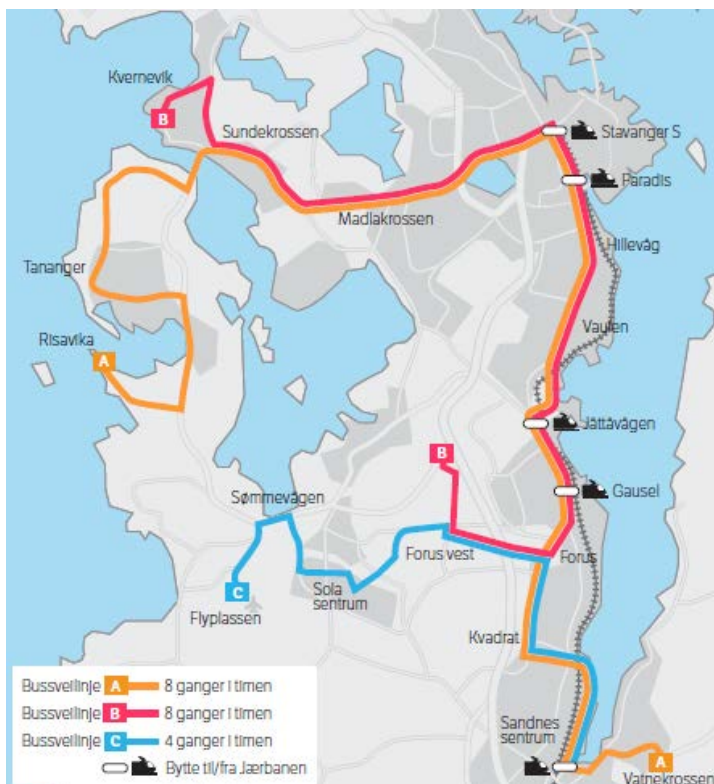 Kvernevik
B
Sundekrossen
Stavanger S
Paradis
Madlakrossen
Hillevåg
Tananger
Vaulen
Risavika
A
Jåttåvågen
B
Gausel
Sømmevågen
Forus vest
Forus
C
Sola
sentrum
Flyplassen
Kvadrat
Bussveilinje A 8 ganger i timen
Bussveilinje B 8 ganger i timen
Bussveilinje C 4 ganger i timen
Bytte til/fra Jærbanen
Sandnes
sentrum
A
Vatnekrossen